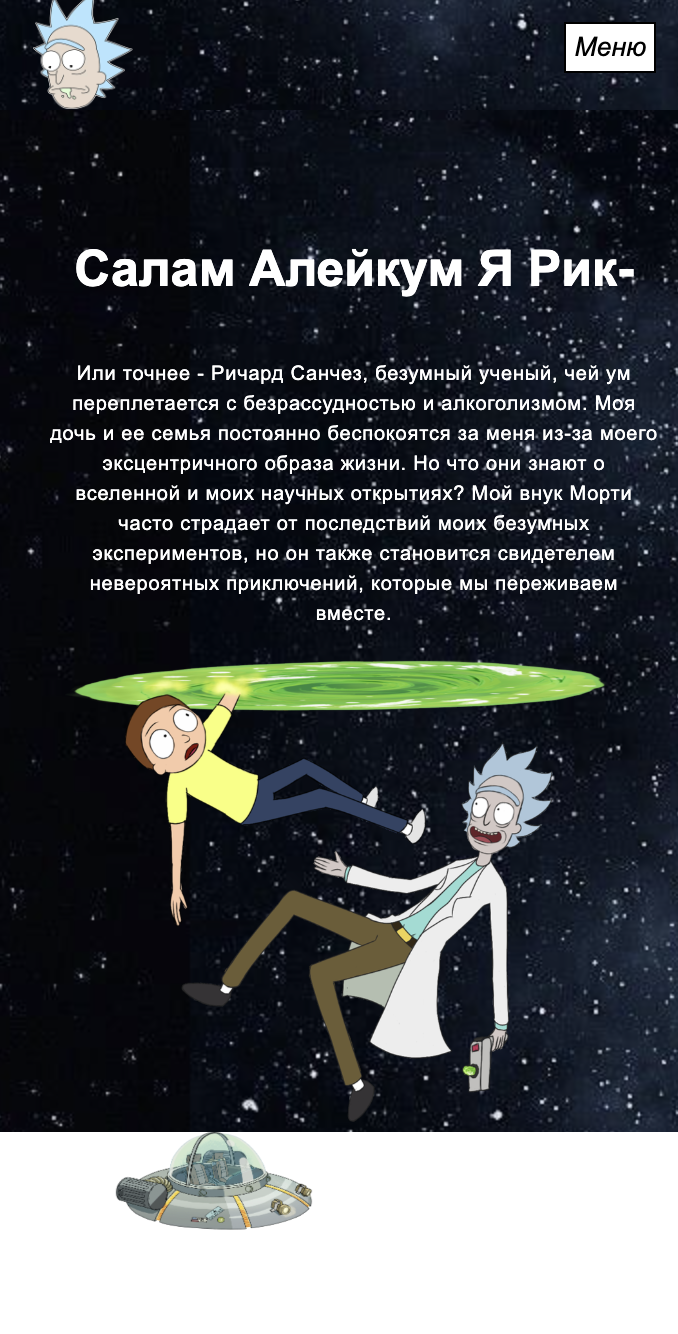 Меню
Салам Алейкум Я Рик-
Или точнее - Ричард Санчез, безумный ученый, чей ум
переплетается с безрассудностью и алкоголизмом. Моя
дочь и ее семья постоянно беспокоятся за меня из-за моего
эксцентричного образа жизни. Но что они знают о
вселенной и моих научных открытиях? Мой внук Морти
часто страдает от последствий моих безумных
экспериментов, но он также становится свидетелем
невероятных приключений, которые мы переживаем
вместе.